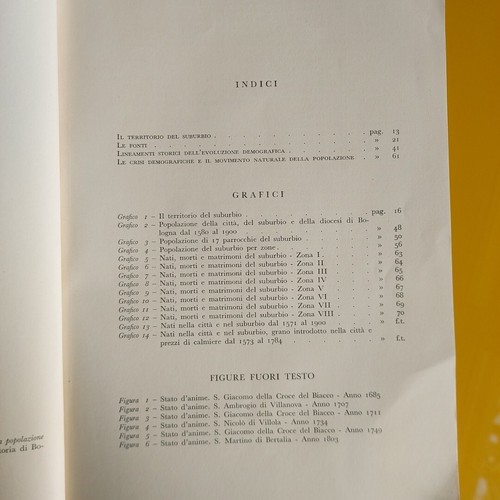 INDICI
IL TERRITORIO DEL SUBURBIO . . . . . . . . . . . pag. 13
LE FONTI . . . . . . . . . . . » 21
LINEAMENTI STORICI DELL'EVOLUZIONE DEMOGRAFICA . . . . . » 41
LE CRISI DEMOGRAFICHE E IL MOVIMENTO NATURALE DELLA POPOLAZIONE . » 61
GRAFICI
Grafico 1 – Il territorio del suburbio . . . . . . . . pag. 16
Grafico 2 – Popolazione della città, del suburbio e della diocesi di Bo-
logna dal 1580 al 1900 . . . . . . . » 48
Grafico 3 – Popolazione di 17 parrocchie del suburbio . . . . » 50
Grafico 4 – Popolazione del suburbio per zone . . . . . » 56
Grafico 5 – Nati, morti e matrimoni del suburbio - Zona I . . . » 63
Grafico 6 – Nati, morti e matrimoni del suburbio - Zona II . . . » 64
Grafico 7 – Nati, morti e matrimoni del suburbio - Zona III . . . » 65
Grafico 8 – Nati, morti e matrimoni del suburbio - Zona IV . . . » 66
Grafico 9 – Nati, morti e matrimoni del suburbio - Zona V . . . » 67
Grafico 10 – Nati, morti e matrimoni del suburbio - Zona VI . . . » 68
Grafico 11 – Nati, morti e matrimoni del suburbio - Zona VII . . . » 69
Grafico 12 – Nati, morti e matrimoni del suburbio - Zona VIII . . . » 70
Grafico 13 – Nati nella città e nel suburbio dal 1571 al 1900 . . . » f.t.
Grafico 14 – Nati nella città e nel suburbio, grano introdotto nella città e
prezzi di calmiere dal 1573 al 1784 . . . . . . » f.t.
FIGURE FUORI TESTO
Figura 1 – Stato d'anime. S. Giacomo della Croce del Biacco - Anno 1685
Figura 2 – Stato d'anime. S. Ambrogio di Villanova - Anno 1707
Figura 3 – Stato d'anime. S. Giacomo della Croce del Biacco - Anno 1711
Figura 4 – Stato d'anime. S. Nicolò di Villola - Anno 1734
Figura 5 – Stato d'anime. S. Giacomo della Croce del Biacco - Anno 1749
Figura 6 – Stato d'anime. S. Martino di Bertalia - Anno 1803
popolazione
toria di Bo-